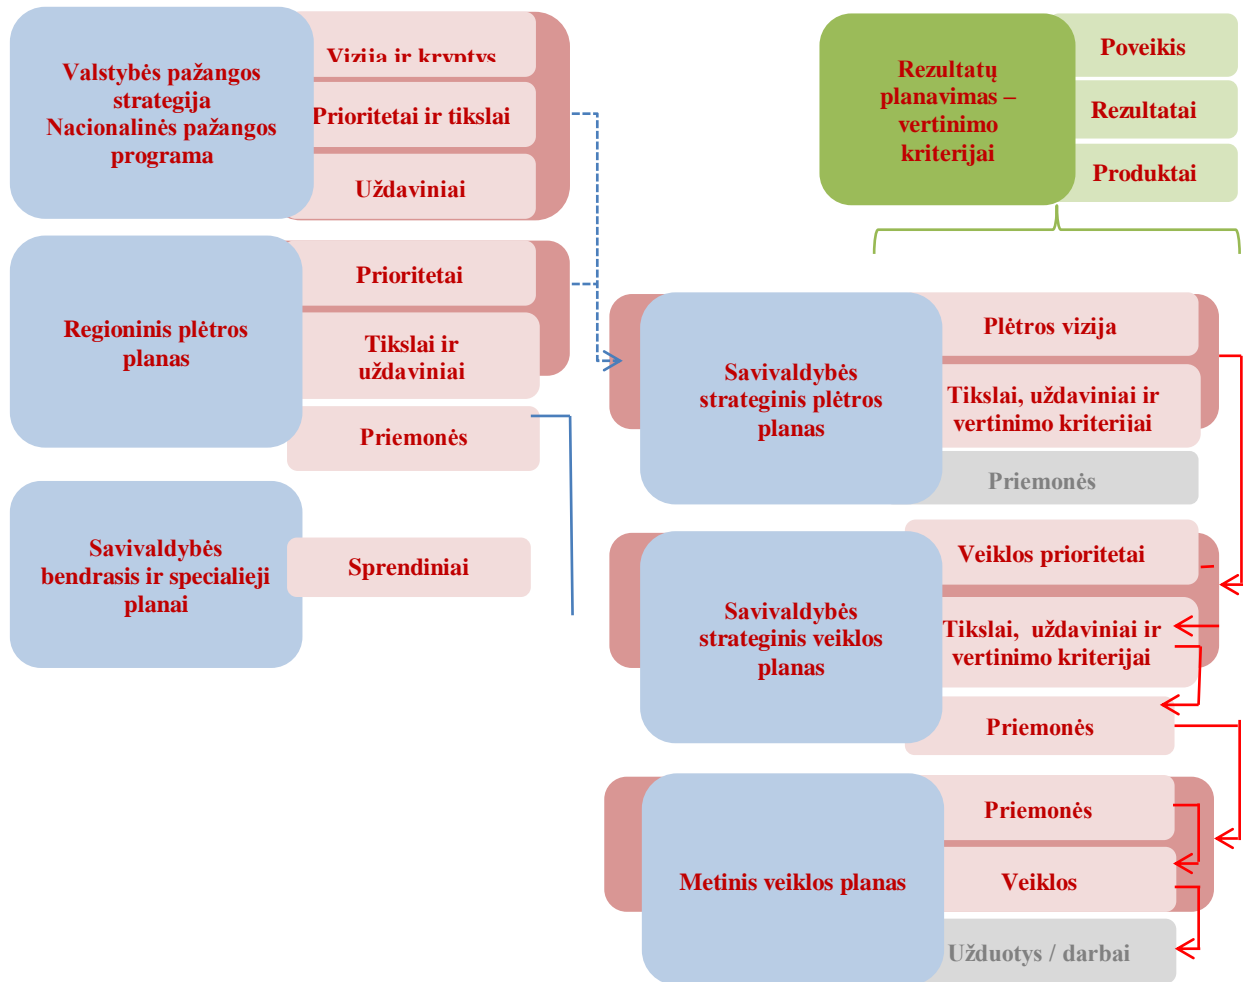 Valstybės pažangos
strategija
Nacionalinės pažangos
programa
Vizija ir kryptys
Prioritetai ir tikslai
Uždaviniai
Regioninis plėtros
planas
Prioritetai
Tikslai ir
uždaviniai
Priemonės
Savivaldybės
bendrasis ir specialieji
planai
Sprendiniai
Rezultatų
planavimas –
vertinimo
kriterijai
Poveikis
Rezultatai
Produktai
Savivaldybės
strateginis plėtros
planas
Plėtros vizija
Tikslai, uždaviniai ir
vertinimo kriterijai
Priemonės
Savivaldybės
strateginis veiklos
planas
Veiklos prioritetai
Tikslai, uždaviniai ir
vertinimo kriterijai
Priemonės
Metinis veiklos planas
Priemonės
Veiklos
Užduotys / darbai